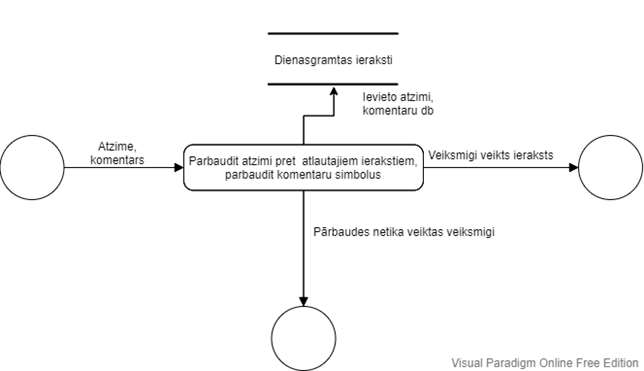 Dienasgramtas ieraksti
Ievieto atzimi,
komentaru db
Atzime,
komentars
Parbaudit atzimi pret atlautajiem ierakstiem,
parbaudit komentaru simbolus
Veiksmigi veikts ieraksts
Pārbaudes netika veiktas veiksmigi
Visual Paradigm Online Free Edition